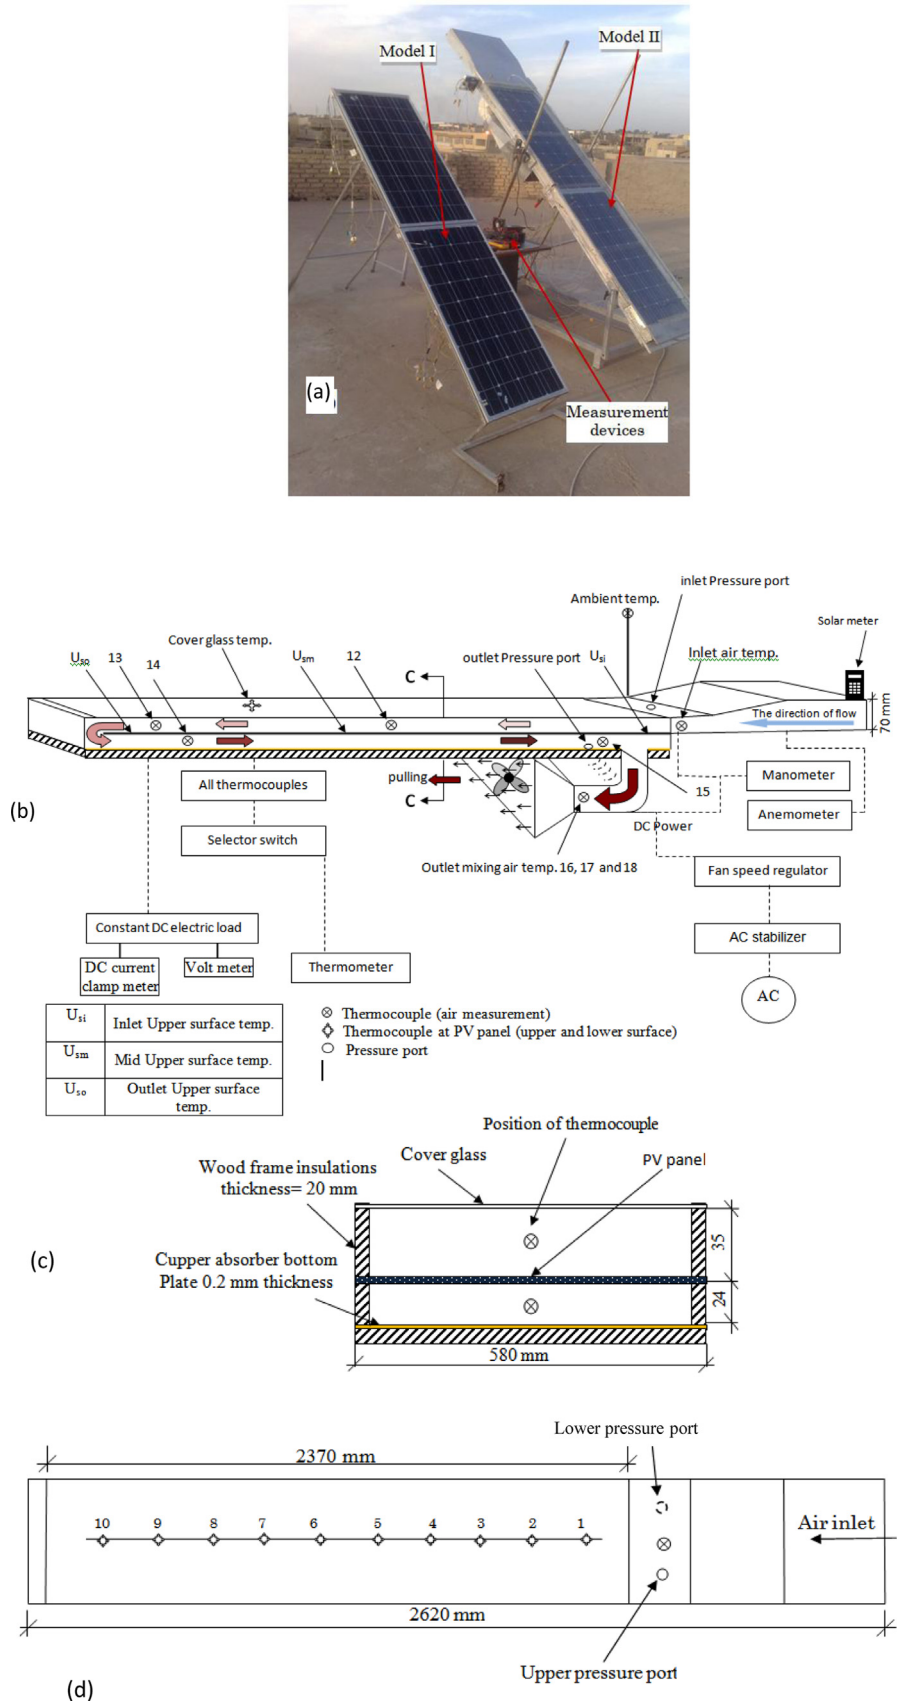 Model I
Model II
Measurement
devices
(a)
inlet Pressure port
Ambient temp.
Solar meter
Cover glass temp.
Uso
13
14
Usm
12
C
outlet Pressure port
Usi
Inlet air temp.
The direction of flow
70 mm
pulling
C
15
All thermocouples
Manometer
(b)
Anemometer
DC Power
Selector switch
Outlet mixing air temp. 16, 17 and 18
Fan speed regulator
Constant DC electric load
AC stabilizer
DC current
clamp meter
Volt meter
Thermometer
AC
Usi
Inlet Upper surface temp.
Usm
Mid Upper surface temp.
Uso
Outlet Upper surface
temp.
Thermocouple (air measurement)
Thermocouple at PV panel (upper and lower surface)
Pressure port
Position of thermocouple
Cover glass
PV panel
Wood frame insulations
thickness= 20 mm
35
(c)
Cupper absorber bottom
Plate 0.2 mm thickness
24
580 mm
Lower pressure port
2370 mm
10 9 8 7 6 5 4 3 2 1
Air inlet
2620 mm
Upper pressure port
(d)